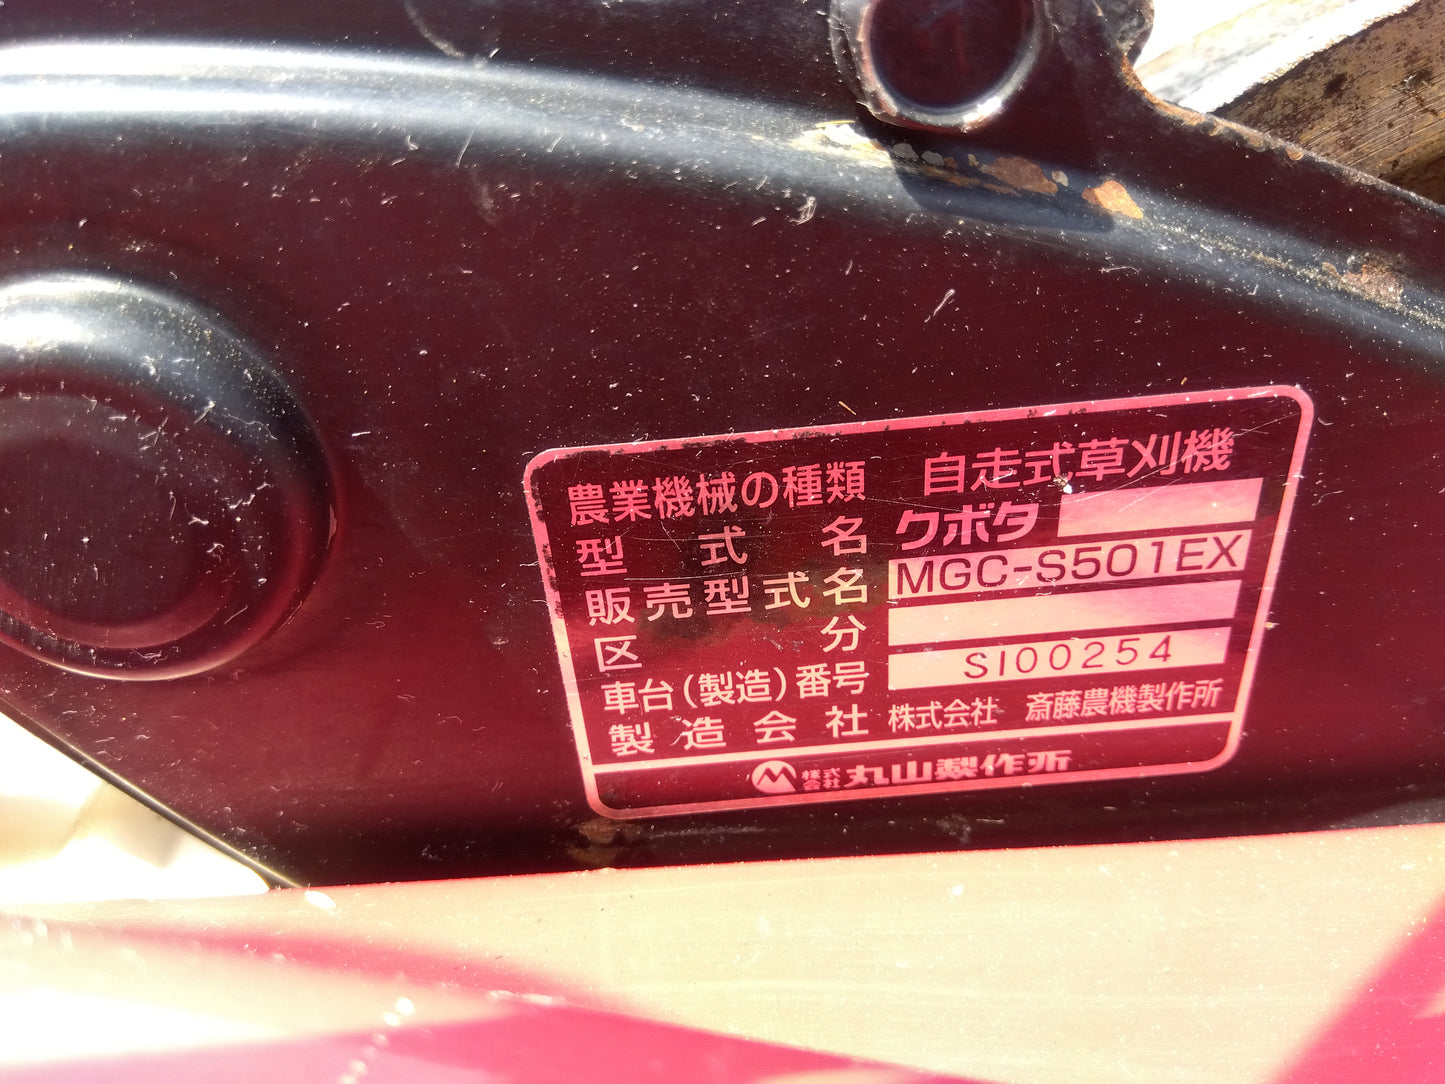 農業機械の種類 自走式草刈機
型式名 クボタ
販売型式名 MGC-S501EX
区分
車台(製造)番号 S100254
製造会社 株式会社 斎藤農機製作所
株式会社 丸山製作所